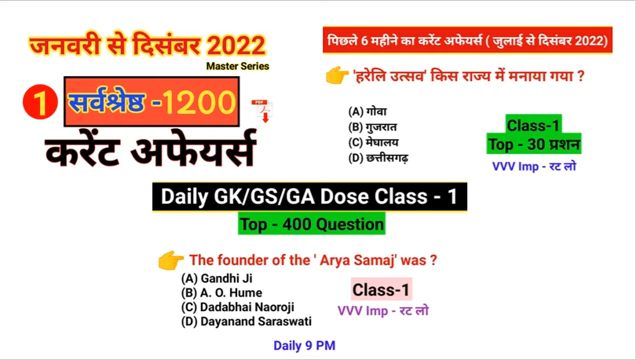 जनवरी से दिसंबर 2022
Master Series
1
सर्वश्रेष्ठ -1200
PDF
करेंट अफेयर्स
पिछले 6 महीने का करेंट अफेयर्स ( जुलाई से दिसंबर 2022)
'हरेलि उत्सव' किस राज्य में मनाया गया ?
(A) गोवा
(B) गुजरात
(C) मेघालय
(D) छत्तीसगढ़
Class-1
Top - 30 प्रशन
VVV Imp - रट लो
Daily GK/GS/GA Dose Class - 1
Top - 400 Question
The founder of the ' Arya Samaj' was ?
(A) Gandhi Ji
(B) A. O. Hume
(C) Dadabhai Naoroji
(D) Dayanand Saraswati
Class-1
VVV Imp - रट लो
Daily 9 PM